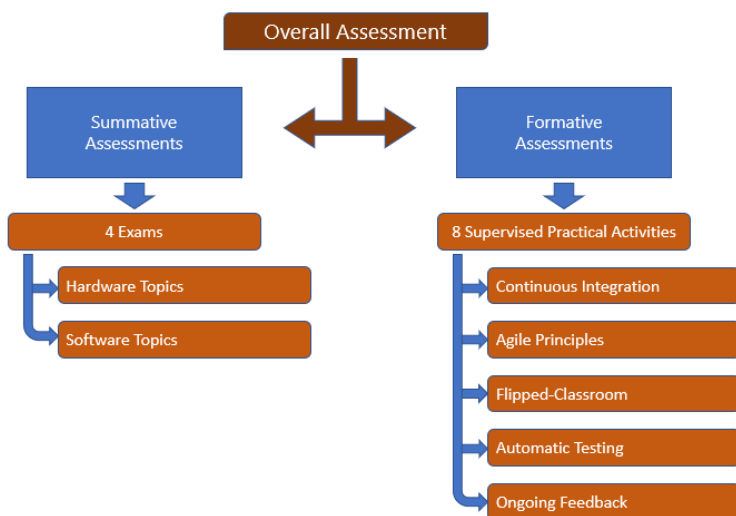 Overall Assessment
Summative
Assessments
Formative
Assessments
4 Exams
8 Supervised Practical Activities
Hardware Topics
Software Topics
Continuous Integration
Agile Principles
Flipped-Classroom
Automatic Testing
Ongoing Feedback